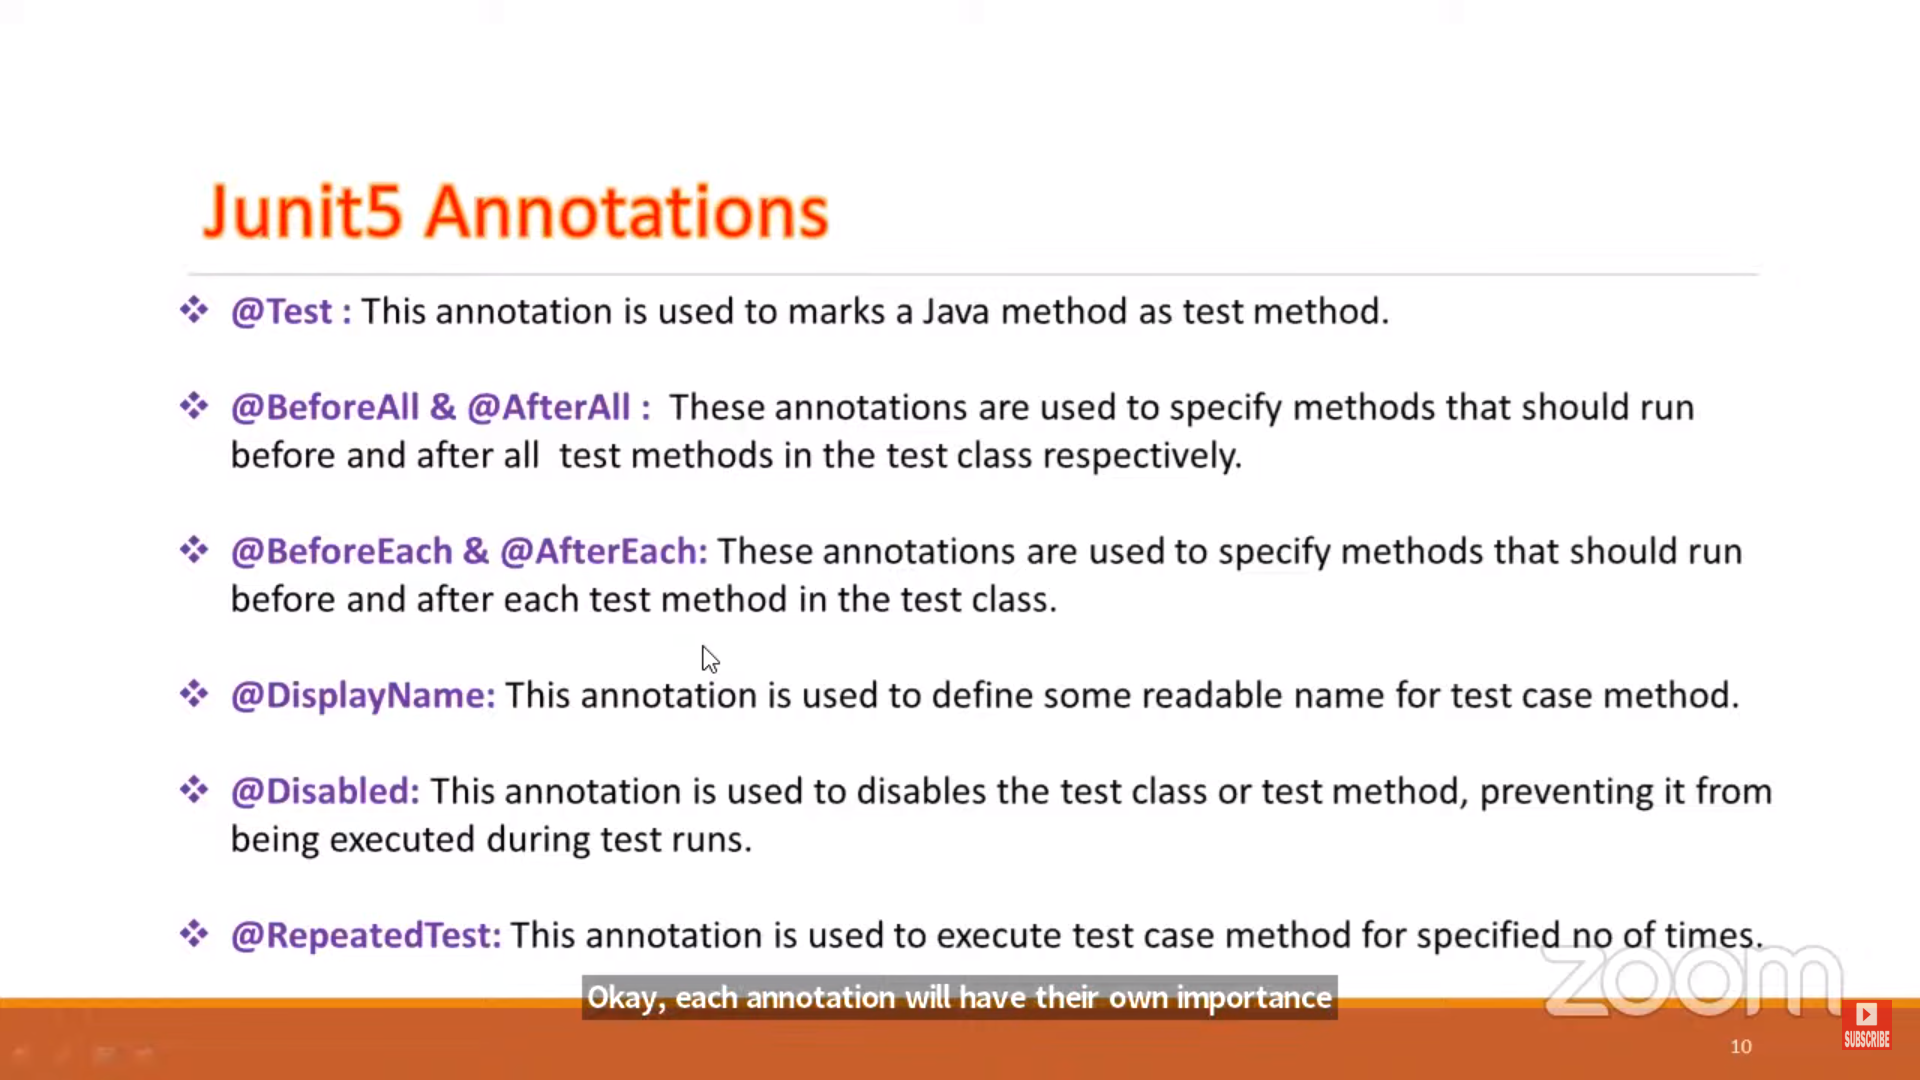 Junit5 Annotations
❖ @Test : This annotation is used to marks a Java method as test method.
❖ @BeforeAll & @AfterAll : These annotations are used to specify methods that should run
before and after all test methods in the test class respectively.
❖ @BeforeEach & @AfterEach: These annotations are used to specify methods that should run
before and after each test method in the test class.
❖ @DisplayName: This annotation is used to define some readable name for test case method.
❖ @Disabled: This annotation is used to disables the test class or test method, preventing it from
being executed during test runs.
❖ @RepeatedTest: This annotation is used to execute test case method for specified no of times.
zoom
Okay, each annotation will have their own importance
SUBSCRIBE
10